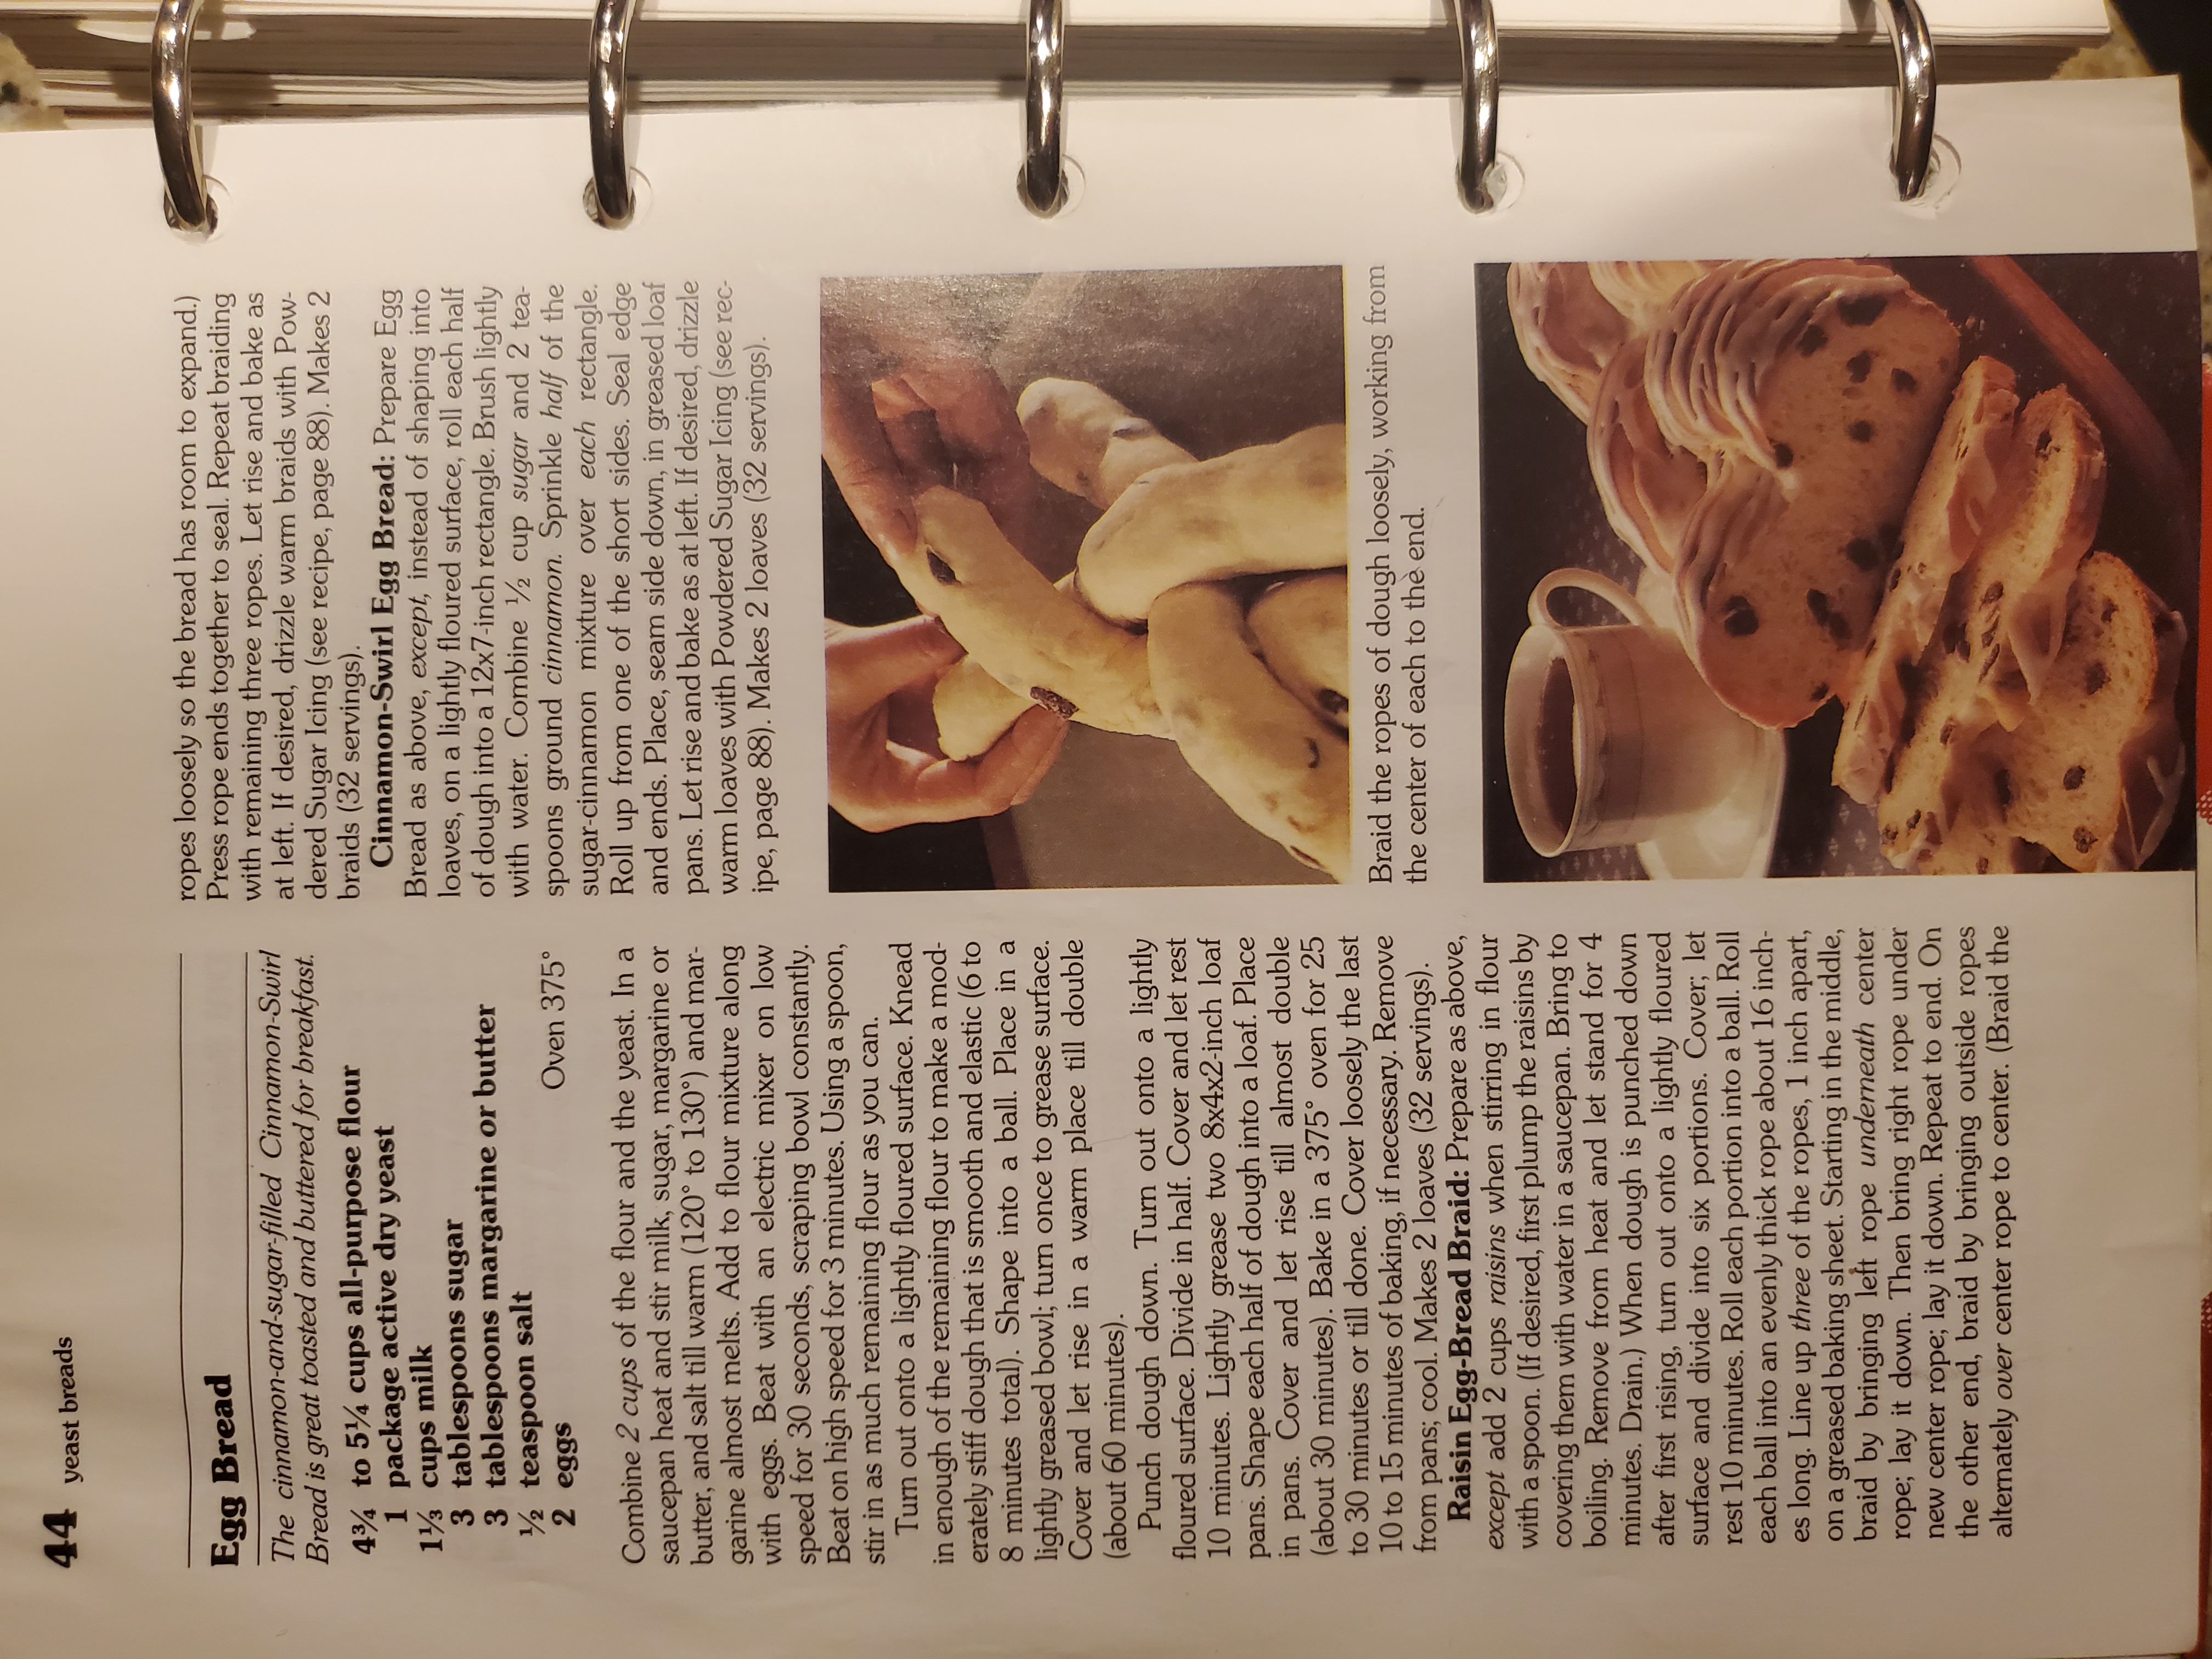 44 yeast breads
Egg Bread
The cinnamon-and-sugar-filled Cinnamon-Swirl
Bread is great toasted and buttered for breakfast.
4¾ to 5¼ cups all-purpose flour
1 package active dry yeast
1⅓ cups milk
3 tablespoons sugar
3 tablespoons margarine or butter
½ teaspoon salt
2 eggs
Oven 375°
Combine 2 cups of the flour and the yeast. In a
saucepan heat and stir milk, sugar, margarine or
butter, and salt till warm (120° to 130°) and mar-
garine almost melts. Add to flour mixture along
with eggs. Beat with an electric mixer on low
speed for 30 seconds, scraping bowl constantly.
Beat on high speed for 3 minutes. Using a spoon,
stir in as much remaining flour as you can.
Turn out onto a lightly floured surface. Knead
in enough of the remaining flour to make a mod-
erately stiff dough that is smooth and elastic (6 to
8 minutes total). Shape into a ball. Place in a
lightly greased bowl; turn once to grease surface.
Cover and let rise in a warm place till double
(about 60 minutes).
Punch dough down. Turn out onto a lightly
floured surface. Divide in half. Cover and let rest
10 minutes. Lightly grease two 8x4x2-inch loaf
pans. Shape each half of dough into a loaf. Place
in pans. Cover and let rise till almost double
(about 30 minutes). Bake in a 375° oven for 25
to 30 minutes or till done. Cover loosely the last
10 to 15 minutes of baking, if necessary. Remove
from pans; cool. Makes 2 loaves (32 servings).
Raisin Egg-Bread Braid: Prepare as above,
except add 2 cups raisins when stirring in flour
with a spoon. (If desired, first plump the raisins by
covering them with water in a saucepan. Bring to
boiling. Remove from heat and let stand for 4
minutes. Drain.) When dough is punched down
after first rising, turn out onto a lightly floured
surface and divide into six portions. Cover; let
rest 10 minutes. Roll each portion into a ball. Roll
each ball into an evenly thick rope about 16 inch-
es long. Line up three of the ropes, 1 inch apart,
on a greased baking sheet. Starting in the middle,
braid by bringing left rope underneath center
rope; lay it down. Then bring right rope under
new center rope; lay it down. Repeat to end. On
the other end, braid by bringing outside ropes
alternately over center rope to center. (Braid the
ropes loosely so the bread has room to expand.)
Press rope ends together to seal. Repeat braiding
with remaining three ropes. Let rise and bake as
at left. If desired, drizzle warm braids with Pow-
dered Sugar Icing (see recipe, page 88). Makes 2
braids (32 servings).
Cinnamon-Swirl Egg Bread: Prepare Egg
Bread as above, except, instead of shaping into
loaves, on a lightly floured surface, roll each half
of dough into a 12x7-inch rectangle. Brush lightly
with water. Combine ½ cup sugar and 2 tea-
spoons ground cinnamon. Sprinkle half of the
sugar-cinnamon mixture over each rectangle.
Roll up from one of the short sides. Seal edge
and ends. Place, seam side down, in greased loaf
pans. Let rise and bake as at left. If desired, drizzle
warm loaves with Powdered Sugar Icing (see rec-
ipe, page 88). Makes 2 loaves (32 servings).
Braid the ropes of dough loosely, working from
the center of each to the end.